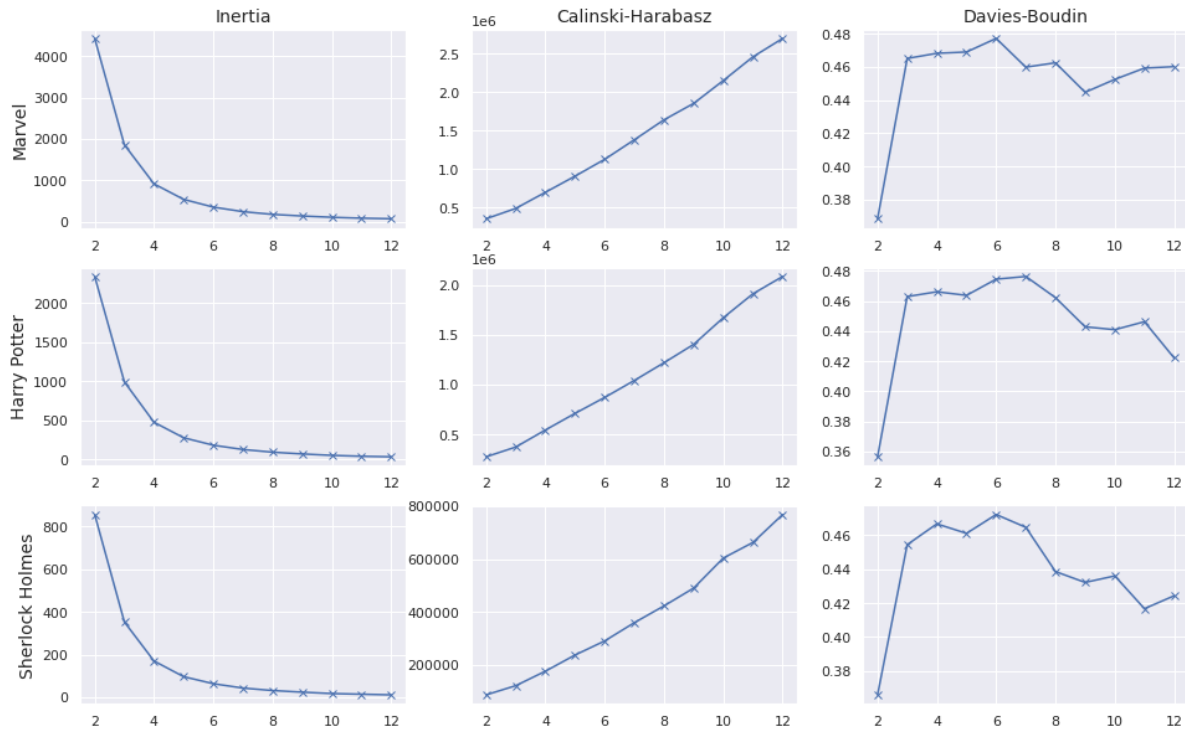 Inertia
Calinski-Harabasz
Davies-Boudin
Marvel
4000
3000
2000
1000
0
2 4 6 8 10 12
1e6
2.5
2.0
1.5
1.0
0.5
2 4 6 8 10 12
0.48
0.46
0.44
0.42
0.40
0.38
2 4 6 8 10 12
Harry Potter
2000
1500
1000
500
0
2 4 6 8 10 12
1e6
2.0
1.5
1.0
0.5
2 4 6 8 10 12
0.48
0.46
0.44
0.42
0.40
0.38
0.36
2 4 6 8 10 12
Sherlock Holmes
800
600
400
200
0
2 4 6 8 10 12
800000
600000
400000
200000
2 4 6 8 10 12
0.46
0.44
0.42
0.40
0.38
2 4 6 8 10 12